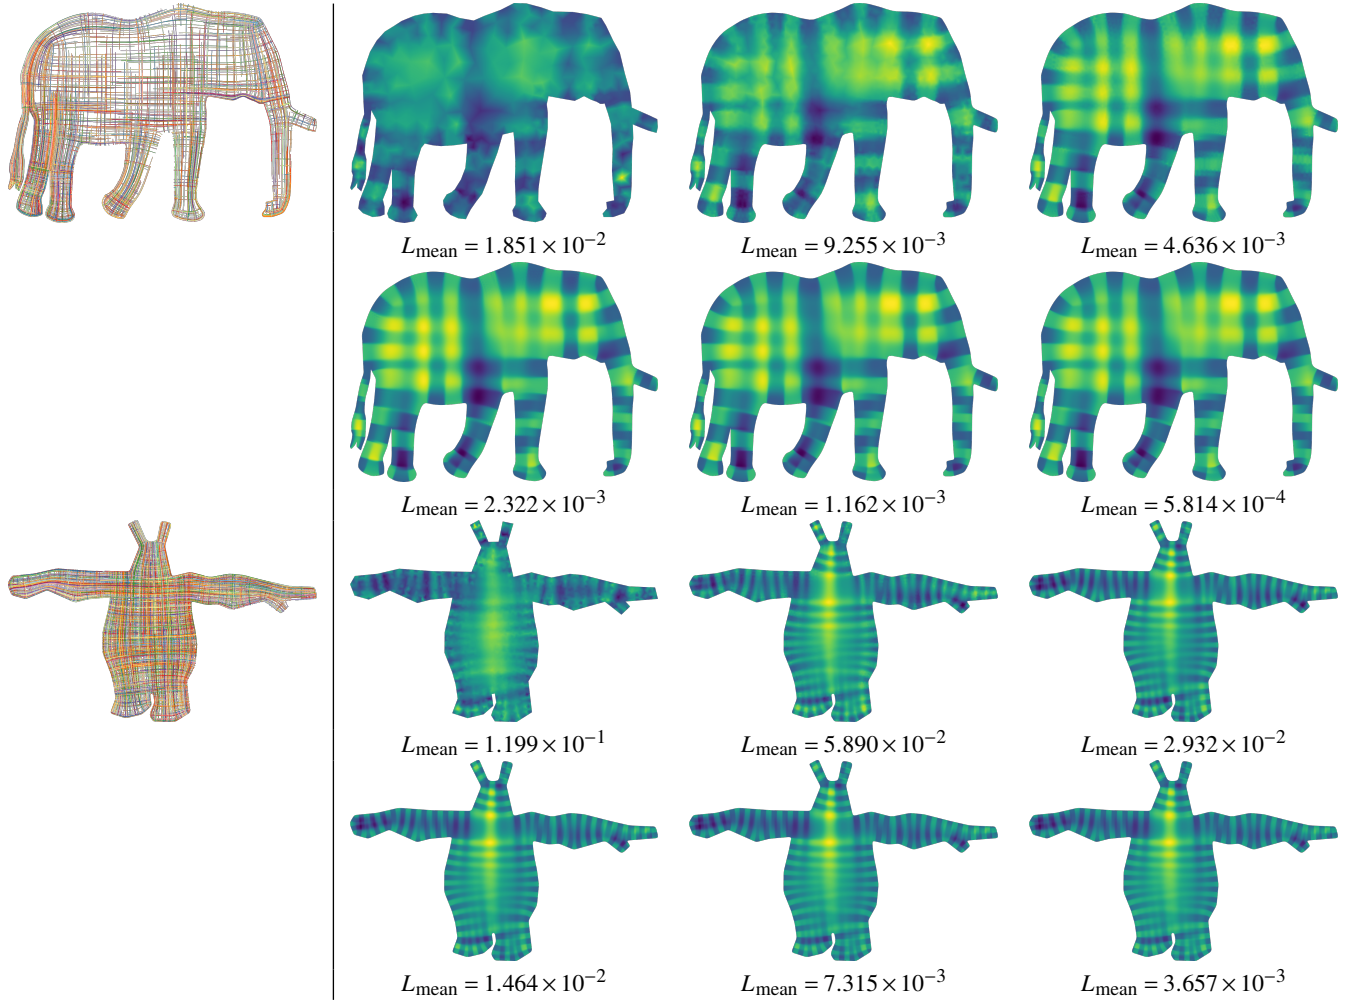 L_mean = 1.851 × 10⁻² L_mean = 9.255 × 10⁻³ L_mean = 4.636 × 10⁻³
L_mean = 2.322 × 10⁻³ L_mean = 1.162 × 10⁻³ L_mean = 5.814 × 10⁻⁴
L_mean = 1.199 × 10⁻¹ L_mean = 5.890 × 10⁻² L_mean = 2.932 × 10⁻²
L_mean = 1.464 × 10⁻² L_mean = 7.315 × 10⁻³ L_mean = 3.657 × 10⁻³